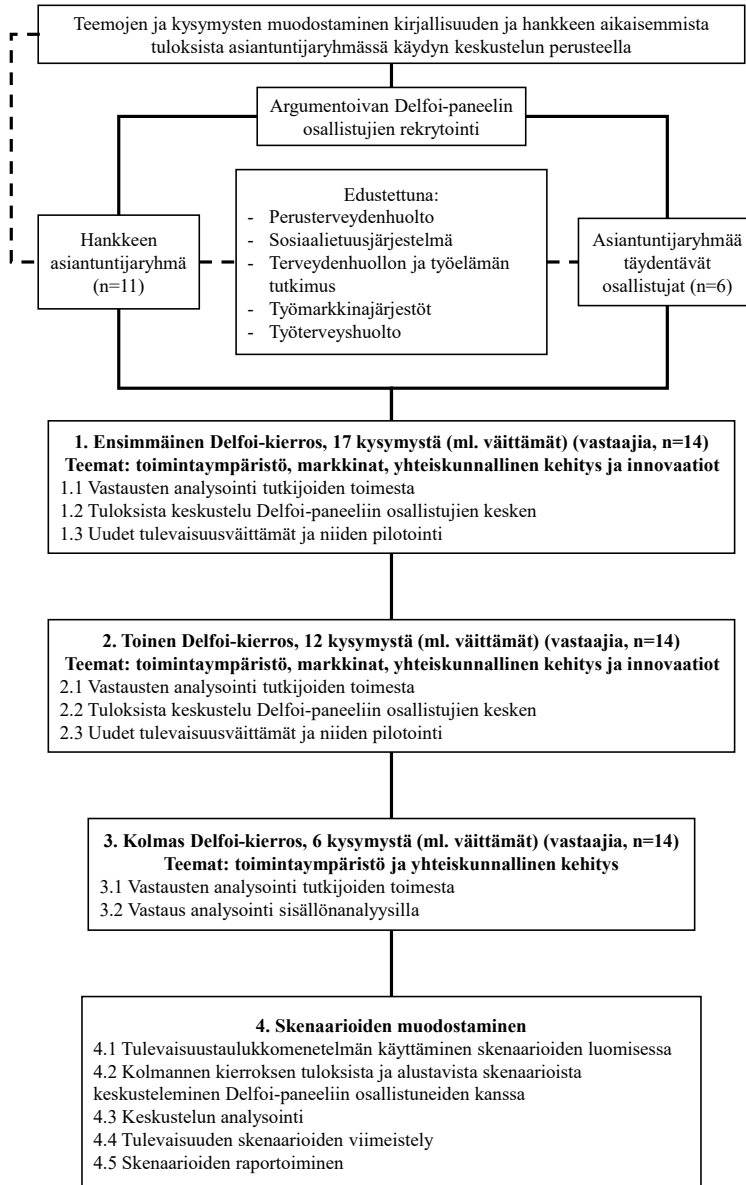 Teemojen ja kysymysten muodostaminen kirjallisuuden ja hankkeen aikaisemmista
tuloksista asiantuntijaryhmässä käydyn keskustelun perusteella
Argumentoivan Delfoi-paneelin
osallistujien rekrytointi
Hankkeen
asiantuntijaryhmä
(n=11)
Edustettuna:
- Perusterveydenhuolto
- Sosiaalietuusjärjestelmä
- Terveydenhuollon ja työelämän
tutkimus
- Työmarkkinajärjestöt
- Työterveyshuolto
Asiantuntijaryhmää
täydentävät
osallistujat (n=6)
1. Ensimmäinen Delfoi-kierros, 17 kysymystä (ml. väittämät) (vastaajia, n=14)
Teemat: toimintaympäristö, markkinat, yhteiskunnallinen kehitys ja innovaatiot
1.1 Vastausten analysointi tutkijoiden toimesta
1.2 Tuloksista keskustelu Delfoi-paneeliin osallistujien kesken
1.3 Uudet tulevaisuusväittämät ja niiden pilotointi
2. Toinen Delfoi-kierros, 12 kysymystä (ml. väittämät) (vastaajia, n=14)
Teemat: toimintaympäristö, markkinat, yhteiskunnallinen kehitys ja innovaatiot
2.1 Vastausten analysointi tutkijoiden toimesta
2.2 Tuloksista keskustelu Delfoi-paneeliin osallistujien kesken
2.3 Uudet tulevaisuusväittämät ja niiden pilotointi
3. Kolmas Delfoi-kierros, 6 kysymystä (ml. väittämät) (vastaajia, n=14)
Teemat: toimintaympäristö ja yhteiskunnallinen kehitys
3.1 Vastausten analysointi tutkijoiden toimesta
3.2 Vastaus analysointi sisällönanalyysilla
4. Skenaarioiden muodostaminen
4.1 Tulevaisuustaulukkomenetelmän käyttäminen skenaarioiden luomisessa
4.2 Kolmannen kierroksen tuloksista ja alustavista skenaarioista
keskusteleminen Delfoi-paneeliin osallistuneiden kanssa
4.3 Keskustelun analysointi
4.4 Tulevaisuuden skenaarioiden viimeistely
4.5 Skenaarioiden raportoiminen